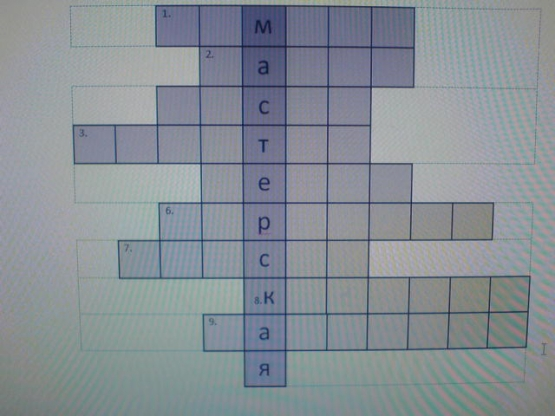 1. м
2. а
с
3. т
е
6. р
7. с
8. к
9. а
я